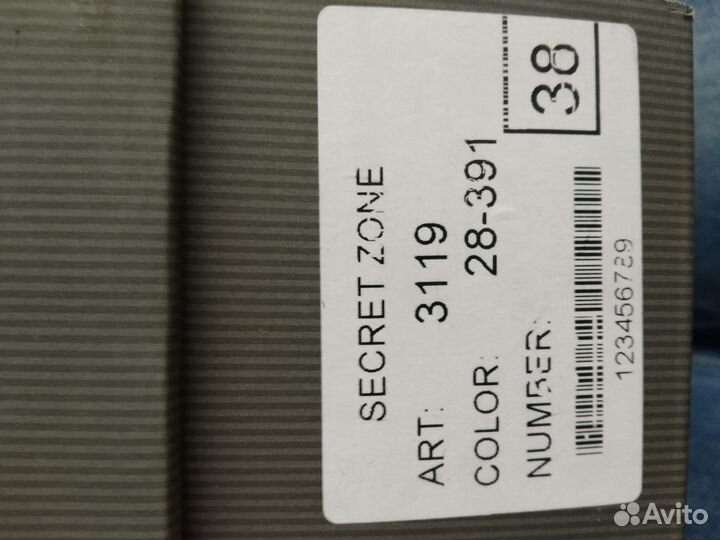 SECRET ZONE
ART: 3119
COLOR: 28-391
NUMBER:
38
123456789
Avito